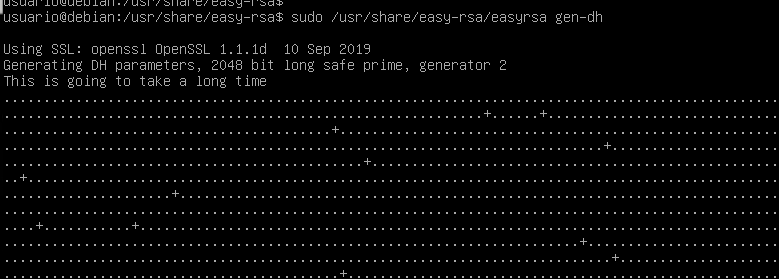 usuario@debian:/usr/share/easy-rsa$
usuario@debian:/usr/share/easy-rsa$ sudo /usr/share/easy-rsa/easyrsa gen-dh
Using SSL: openssl OpenSSL 1.1.1d  10 Sep 2019
Generating DH parameters, 2048 bit long safe prime, generator 2
This is going to take a long time
.................................................................................................
............................................................+......+.............................
.........................................+.......................................................
...........................................................................+.....................
.............................................+...................................................
..+..............................................................................................
.....................+...........................................................................
.................................................................................................
....+...........+................................................................................
........................................................................+........................
............................................................................+....................
..........................................+......................................................